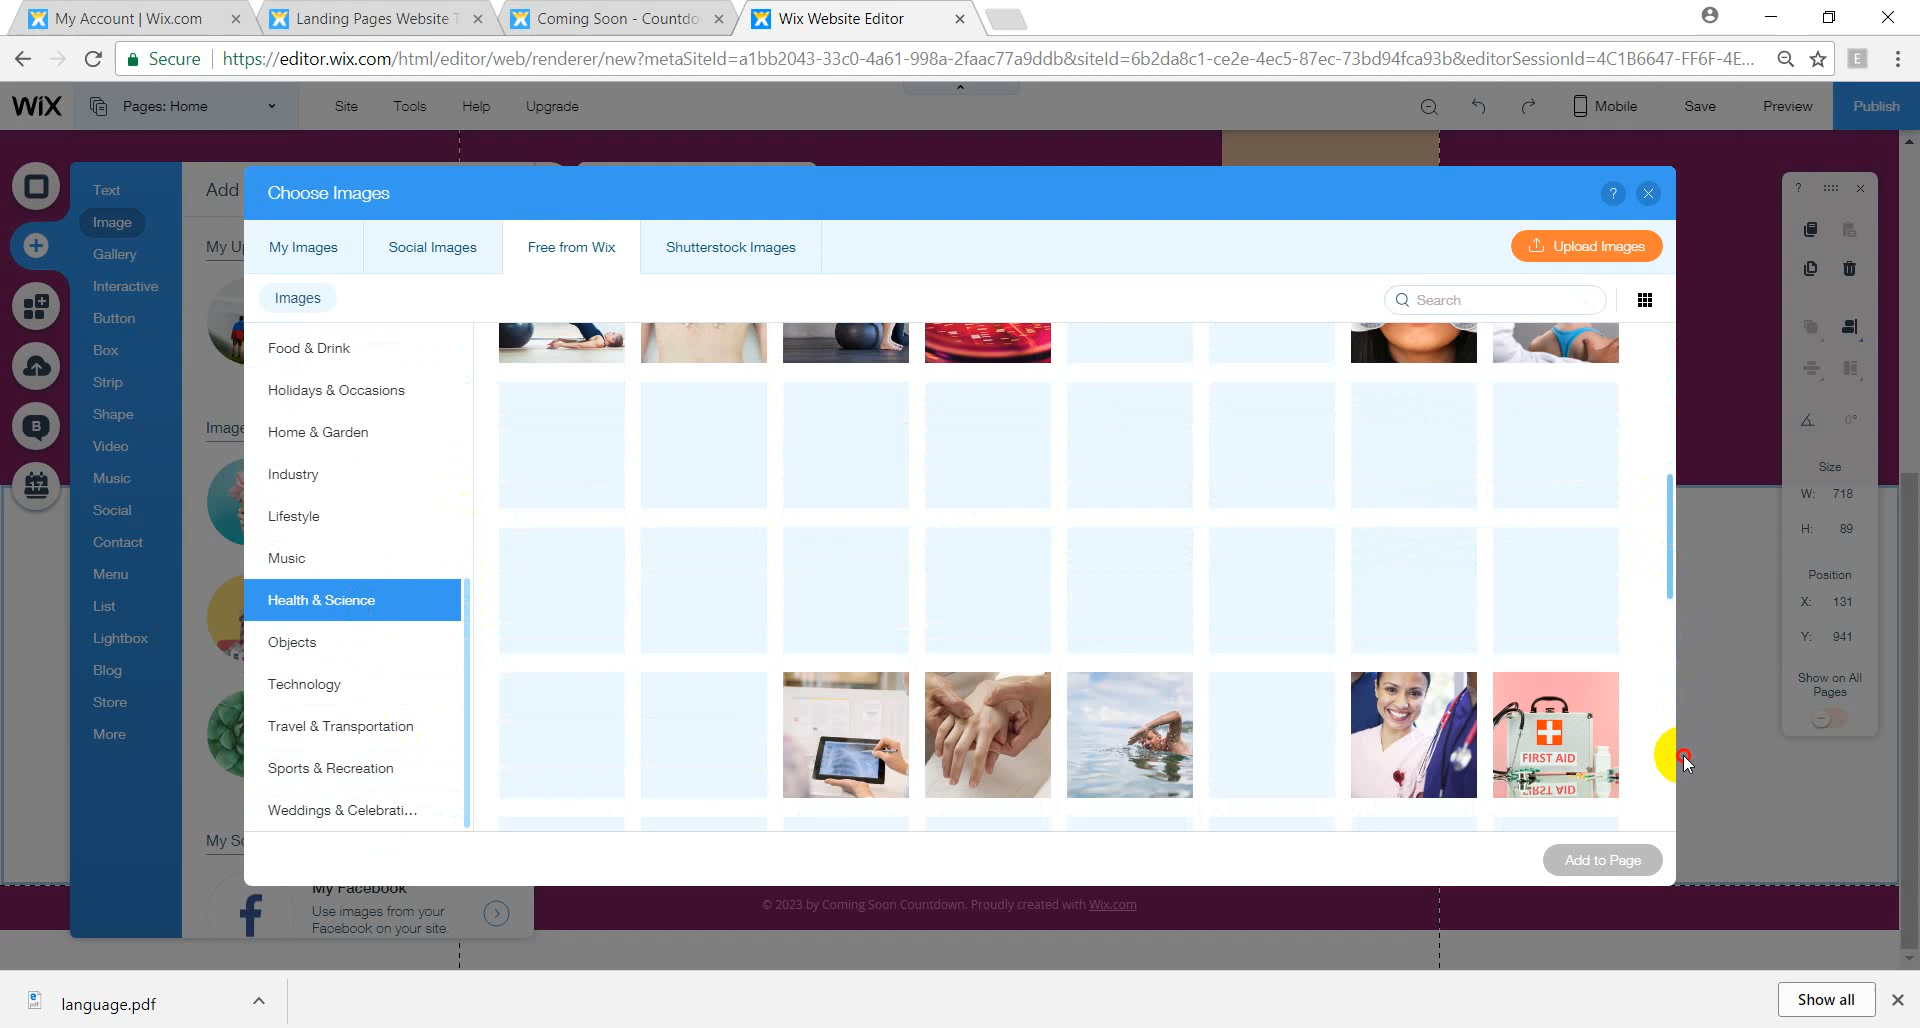 My Account | Wix.com
Landing Pages Website T
Coming Soon - Countdo
Wix Website Editor
Secure
https://editor.wix.com/html/editor/web/renderer/new?metaSiteId=a1bb2043-33c0-4a61-998a-2faac77a9ddb&siteId=6b2da8c1-ce2e-4ec5-87ec-73bd94fca93b&editorSessionId=4C1B6647-FF6F-4E...
E
WiX
Pages: Home
Site
Tools
Help
Upgrade
Mobile
Save
Preview
Publish
Text
Image
Gallery
Interactive
Button
Box
Strip
Shape
Video
Music
Social
Contact
Menu
List
Lightbox
Blog
Store
More
B
17
Add
My Up
Image
My So
My Facebook
Use images from your
Facebook on your site.
Choose Images
?
My Images
Social Images
Free from Wix
Shutterstock Images
Upload Images
Images
Search
Food & Drink
Holidays & Occasions
Home & Garden
Industry
Lifestyle
Music
Health & Science
Objects
Technology
Travel & Transportation
Sports & Recreation
Weddings & Celebrati...
FIRST AID
FIRST AID
Add to Page
?
0°
Size
W: 718
H: 89
Position
X: 131
Y: 941
Show on All
Pages
© 2023 by Coming Soon Countdown. Proudly created with Wix.com
language.pdf
Show all